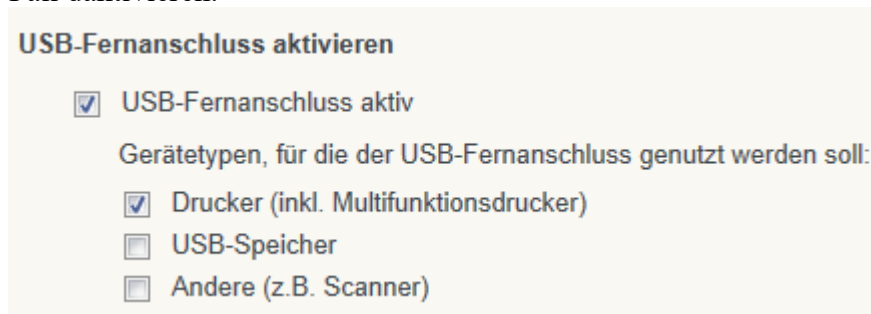 USB-Fernanschluss aktivieren
USB-Fernanschluss aktiv
Gerätetypen, für die der USB-Fernanschluss genutzt werden soll:
Drucker (inkl. Multifunktionsdrucker)
USB-Speicher
Andere (z.B. Scanner)